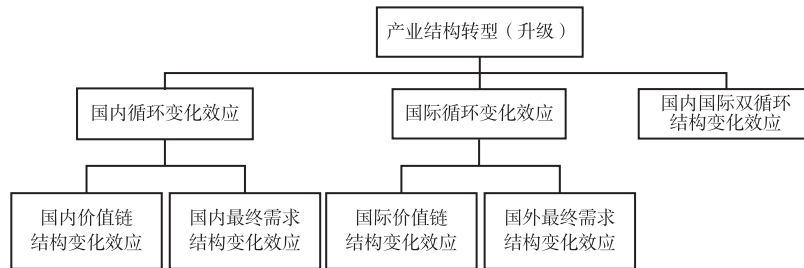 产业结构转型（升级）
国内循环变化效应
国际循环变化效应
国内国际双循环
结构变化效应
国内价值链
结构变化效应
国内最终需求
结构变化效应
国际价值链
结构变化效应
国外最终需求
结构变化效应